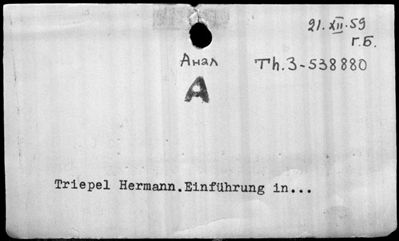 21.XII.59
Г.Б.
Анал Th.3-538880
А
Triepel Hermann.Einführung in...